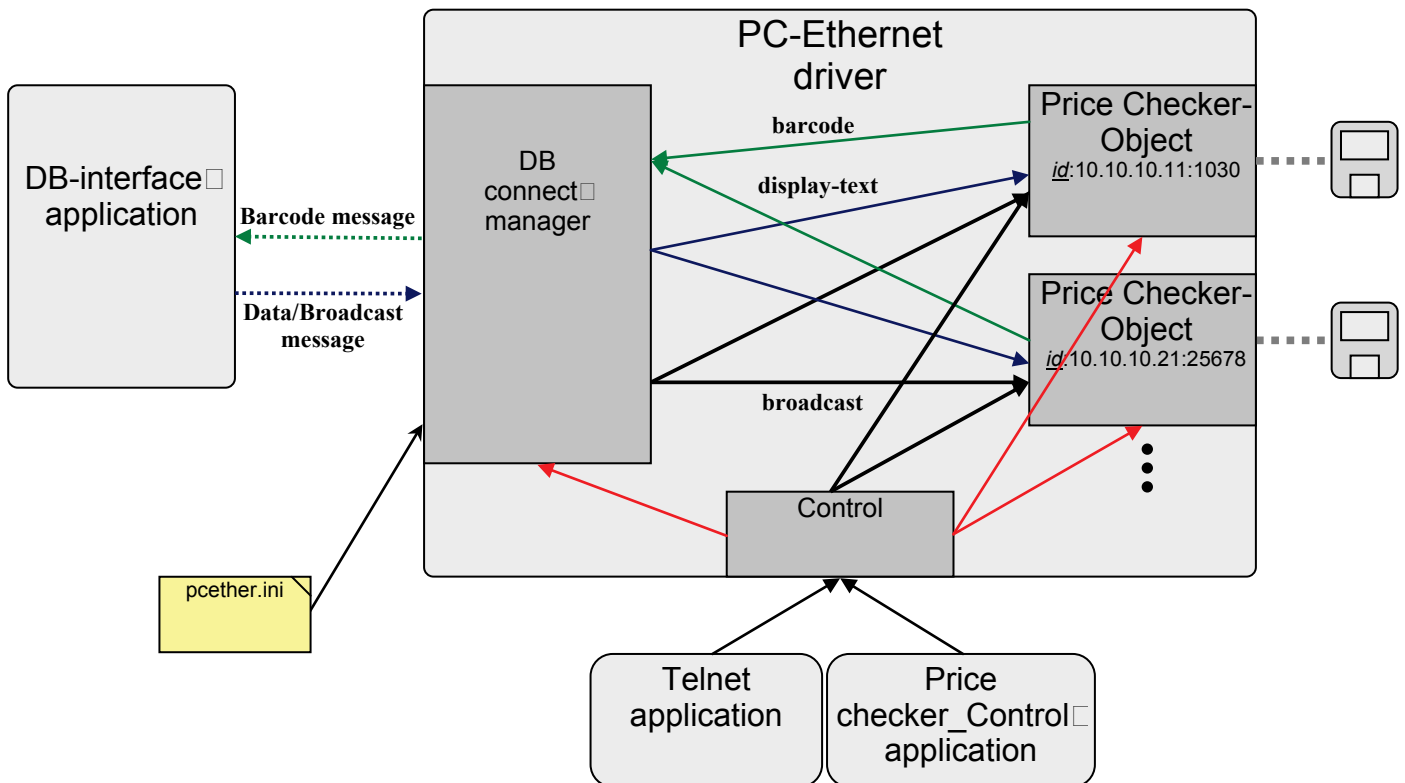 PC-Ethernet
driver
DB-interface
application
Barcode message
Data/Broadcast
message
DB
connect
manager
barcode
display-text
broadcast
Price Checker-
Object
id:10.10.10.11:1030
Price Checker-
Object
id:10.10.10.21:25678
Control
pcether.ini
Telnet
application
Price
checker_Control
application